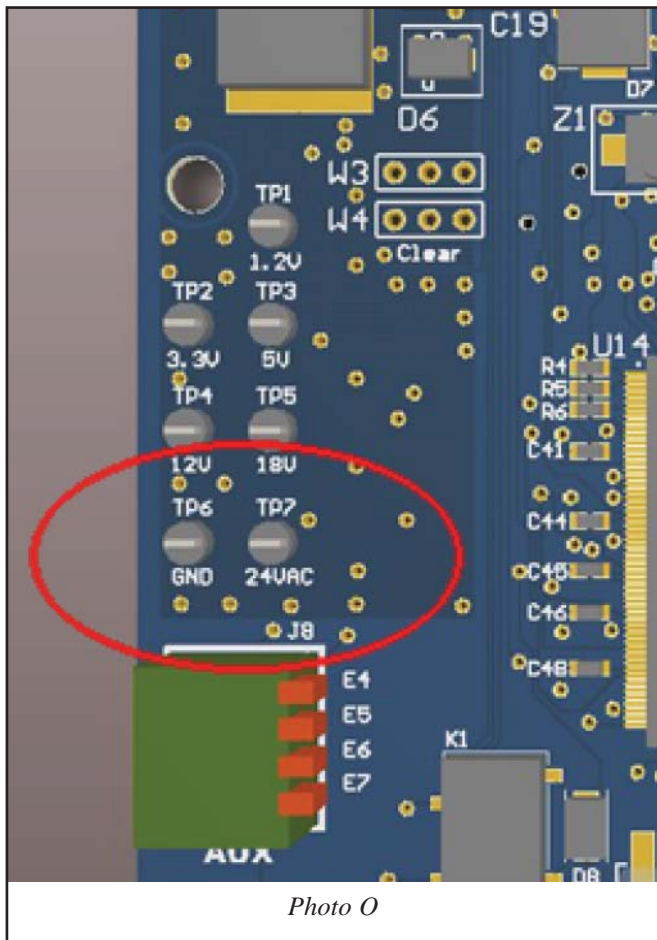 C19
D7
D6
Z1
W3
W4
Clear
TP1
1.2V
TP2 TP3
3.3V 5V
U14
R4
R5
R6
TP4 TP5
12V 18V
C41
TP6 TP7
GND 24VAC
C44
C45
C46
J8
C48
E4
E5
E6
E7
K1
AUX
D8
Photo O